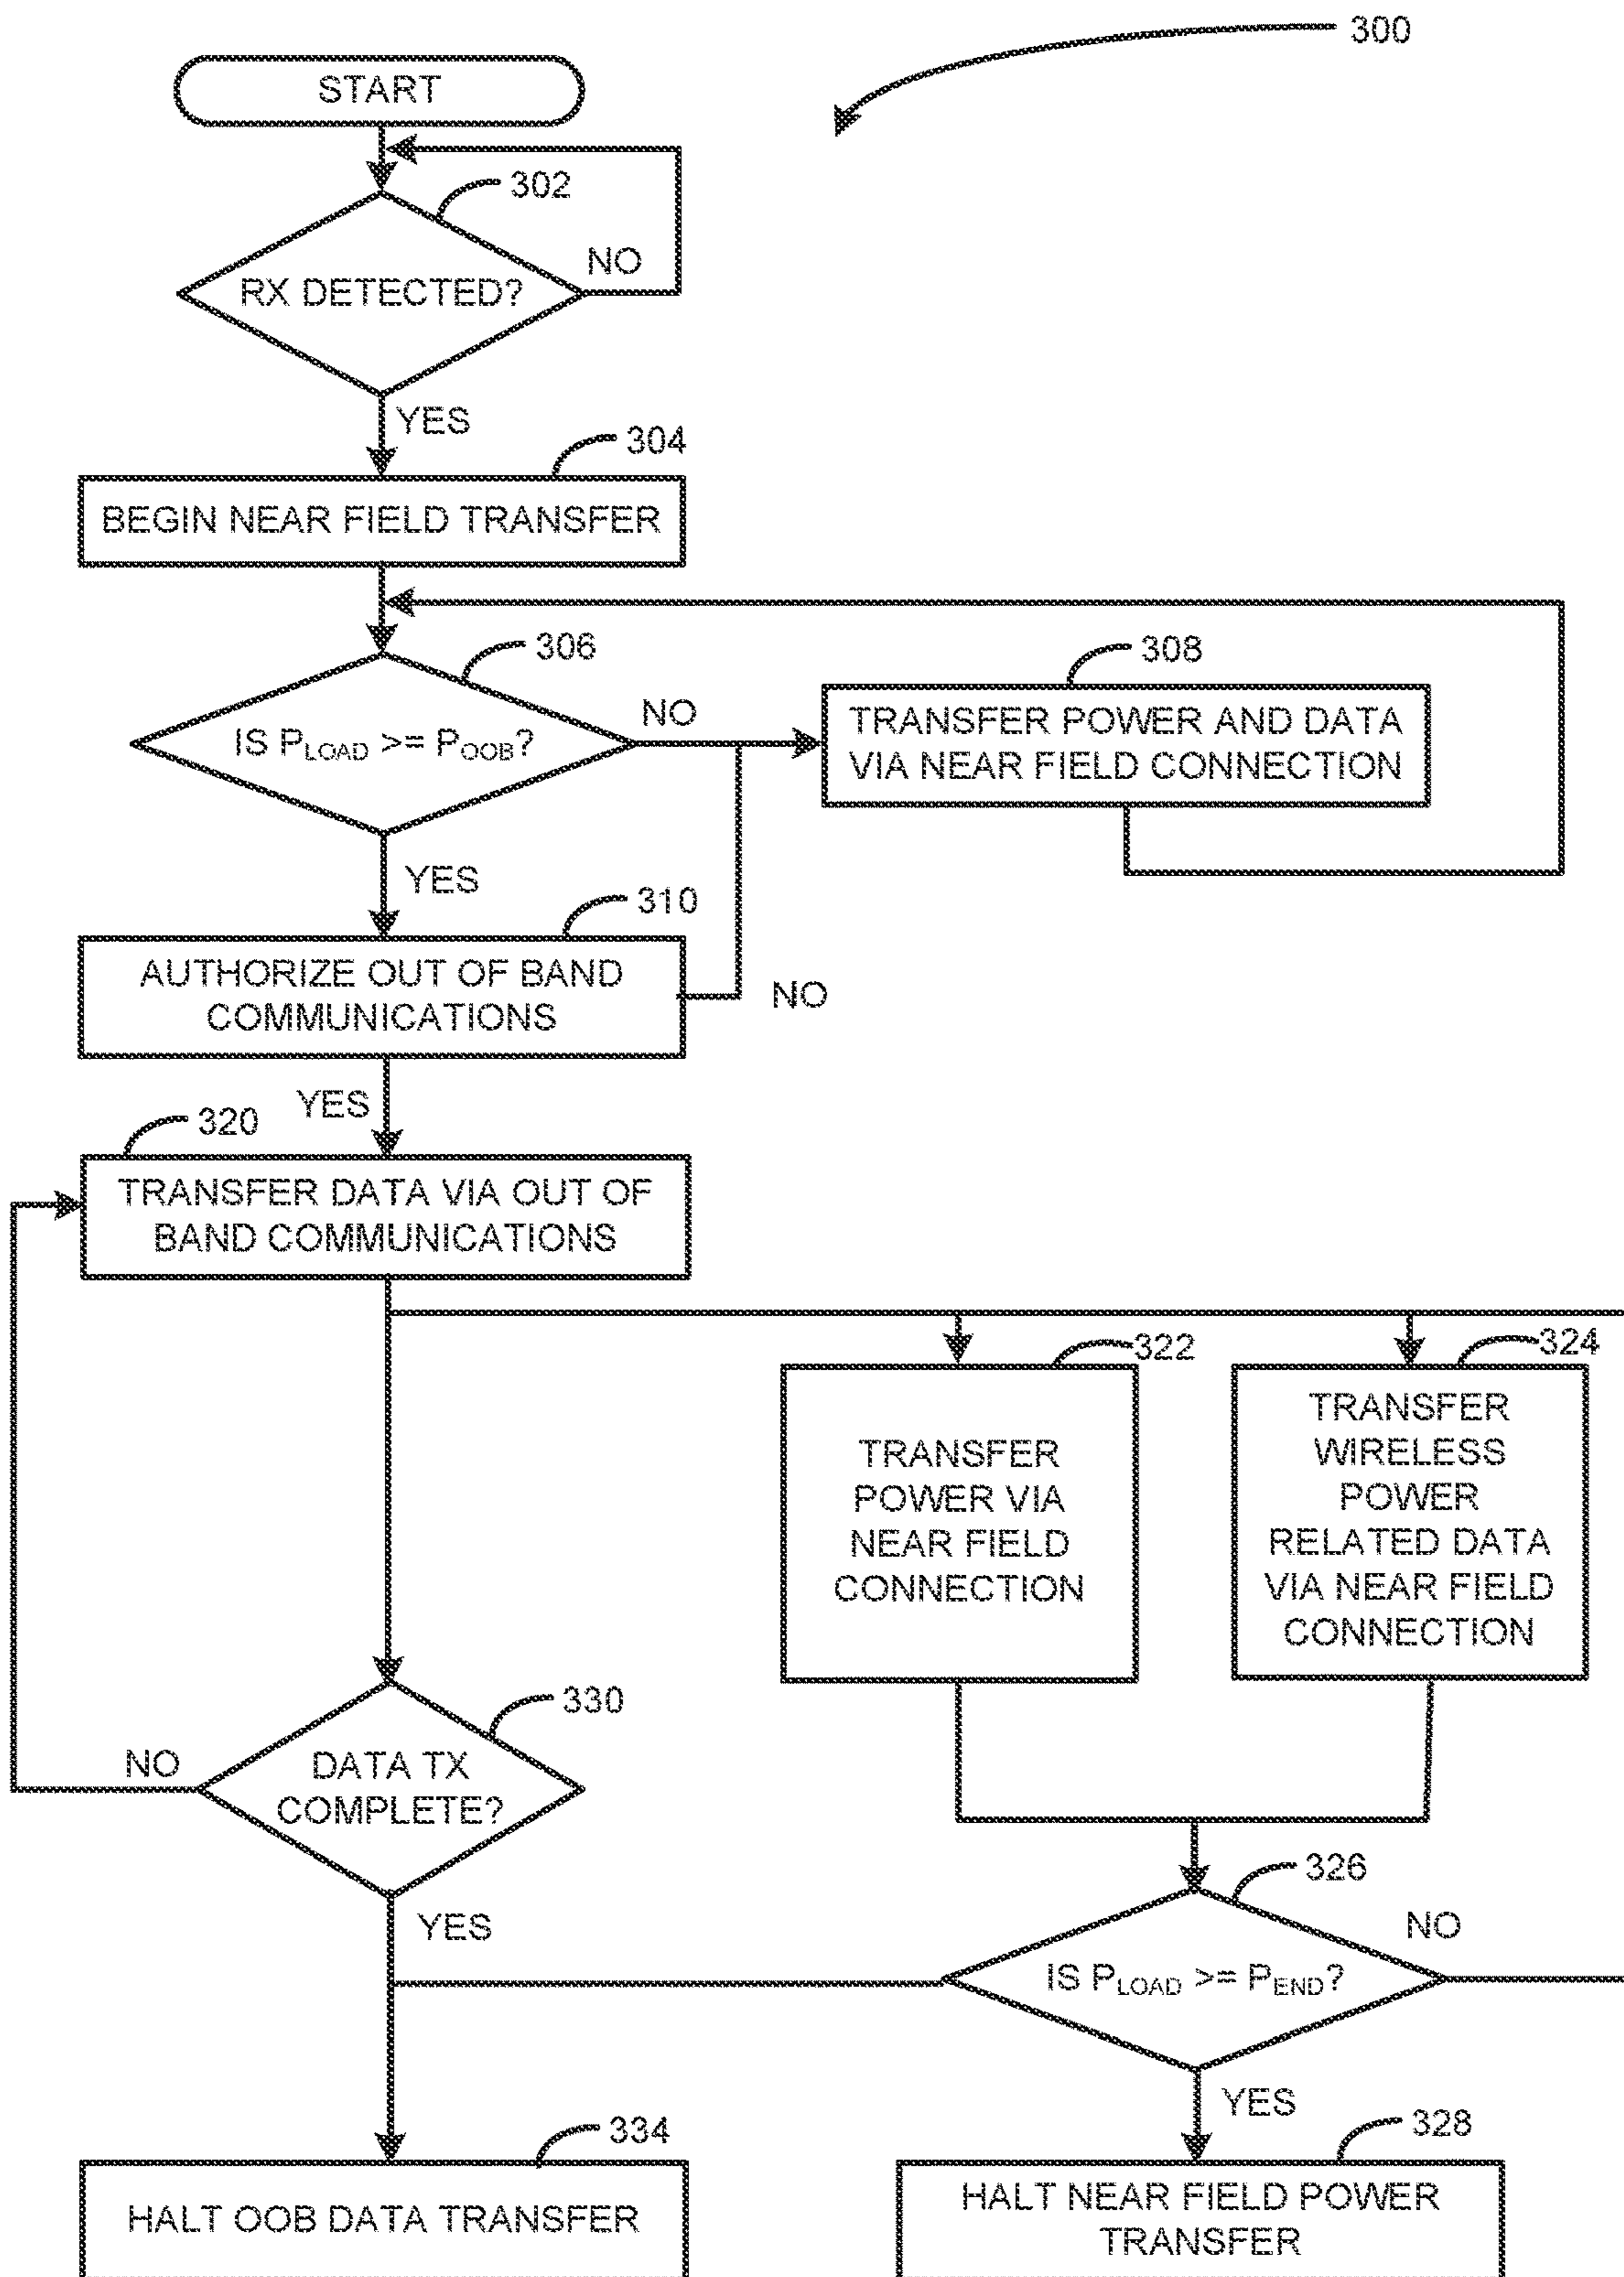 300
START
302
RX DETECTED?
NO
YES
304
BEGIN NEAR FIELD TRANSFER
306
IS PLOAD >= POOB?
NO
308
TRANSFER POWER AND DATA
VIA NEAR FIELD CONNECTION
YES
310
AUTHORIZE OUT OF BAND
COMMUNICATIONS
NO
YES
320
TRANSFER DATA VIA OUT OF
BAND COMMUNICATIONS
322
TRANSFER
POWER VIA
NEAR FIELD
CONNECTION
324
TRANSFER
WIRELESS
POWER
RELATED DATA
VIA NEAR FIELD
CONNECTION
330
DATA TX
COMPLETE?
NO
YES
326
IS PLOAD >= PEND?
NO
YES
334
HALT OOB DATA TRANSFER
328
HALT NEAR FIELD POWER
TRANSFER